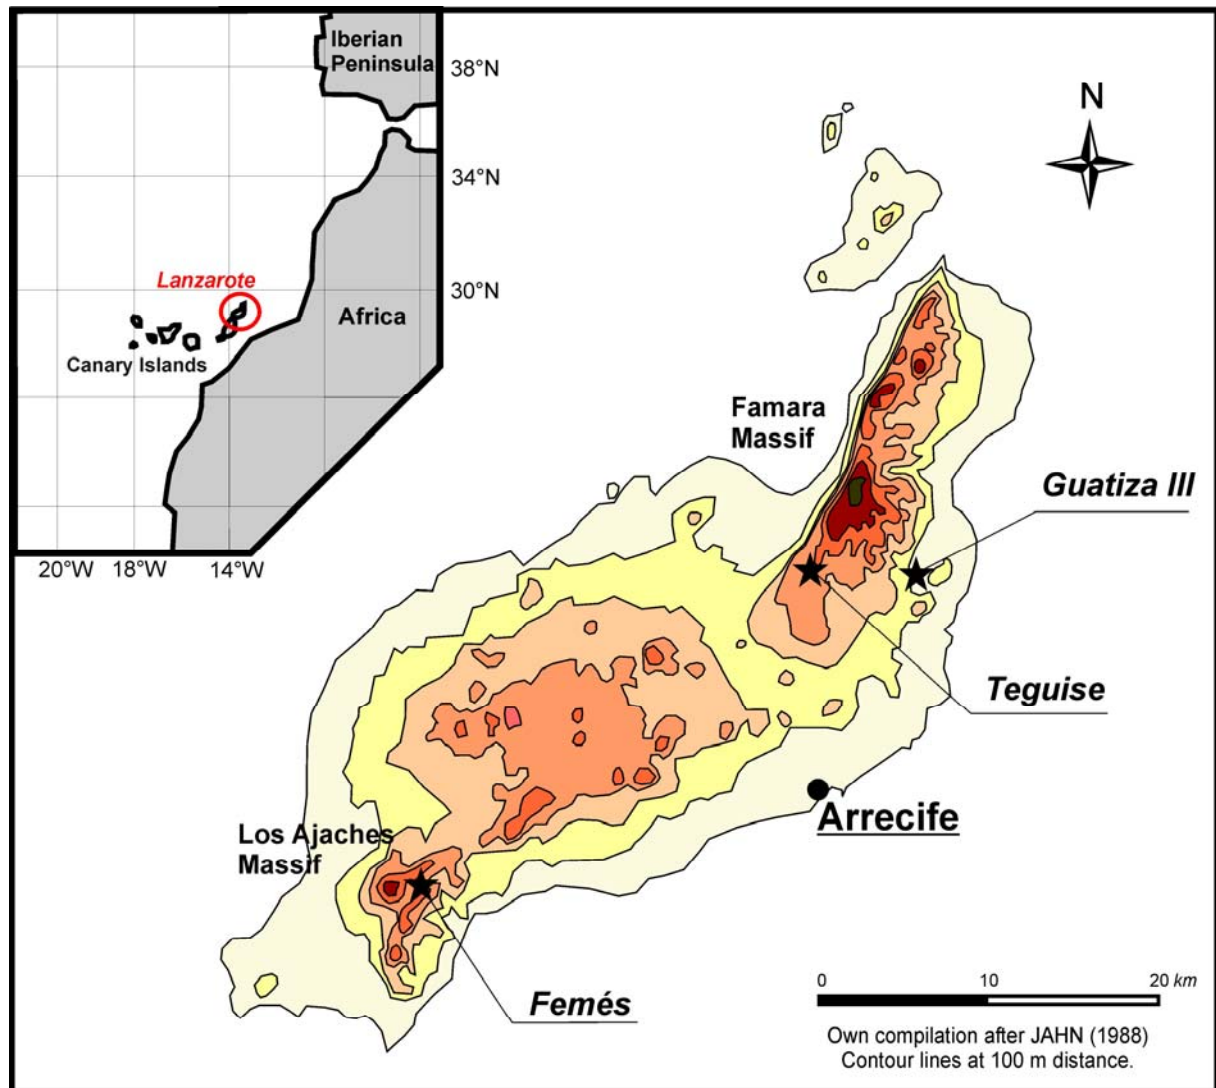 Iberian
Peninsula
38°N
34°N
Lanzarote
30°N
Africa
Canary Islands
20°W
18°W
14°W
N
Famara
Massif
Guatiza III
Teguise
Arrecife
Los Ajaches
Massif
Femés
0
10
20 km
Own compilation after JAHN (1988)
Contour lines at 100 m distance.